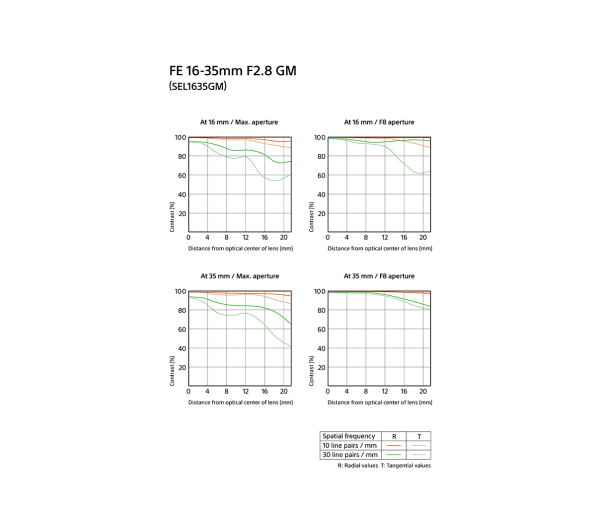 FE 16-35mm F2.8 GM
(SEL1635GM)
At 16 mm / Max. aperture
At 16 mm / F8 aperture
100
80
60
40
20
Contrast (%)
0 4 8 12 16 20
Distance from optical center of lens (mm)
100
80
60
40
20
Contrast (%)
0 4 8 12 16 20
Distance from optical center of lens (mm)
At 35 mm / Max. aperture
At 35 mm / F8 aperture
100
80
60
40
20
Contrast (%)
0 4 8 12 16 20
Distance from optical center of lens (mm)
100
80
60
40
20
Contrast (%)
0 4 8 12 16 20
Distance from optical center of lens (mm)
Spatial frequency R T
10 line pairs / mm
30 line pairs / mm
R: Radial values T: Tangential values